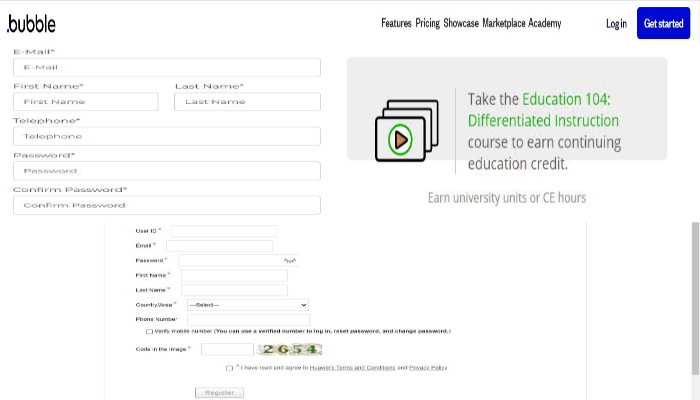 .bubble
Features Pricing Showcase Marketplace Academy
Log in
Get started
E-Mail*
E-Mail
First Name* Last Name*
First Name Last Name
Telephone*
Telephone
Password*
Password
Confirm Password*
Confirm Password
Take the Education 104:
Differentiated Instruction
course to earn continuing
education credit.
Earn university units or CE hours
User ID *
Email *
Password *
First Name *
Last Name *
Country/Area * ---Select---
Phone Number
Verify mobile number (You can use a verified number to log in, reset password, and change password.)
Code in the image * 2654
* I have read and agree to Huawei's Terms and Conditions and Privacy Policy
Register